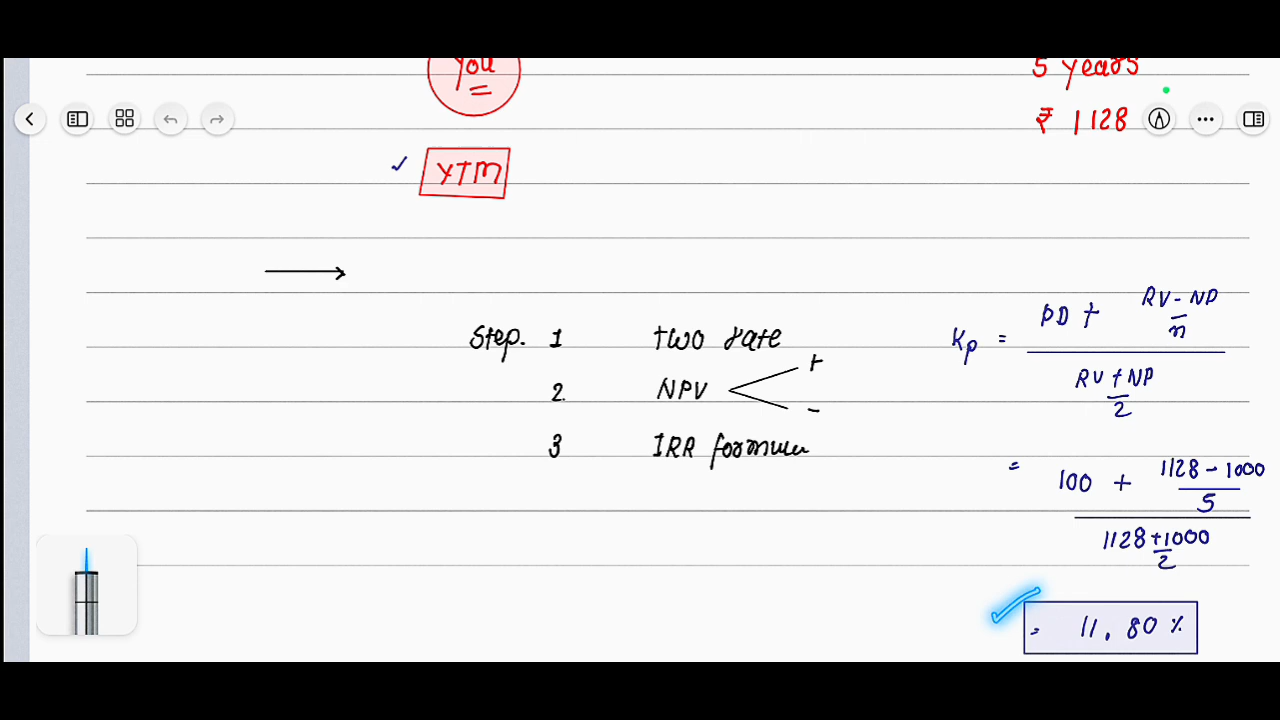 You
5 years
₹ 1128
✓ YTM
→
Step. 1 two rate
2. NPV < + -
3 IRR formula
Kp = PD + RV - NP / n
RV + NP / 2
= 100 + 1128 - 1000 / 5
1128 + 1000 / 2
= 11.80 %